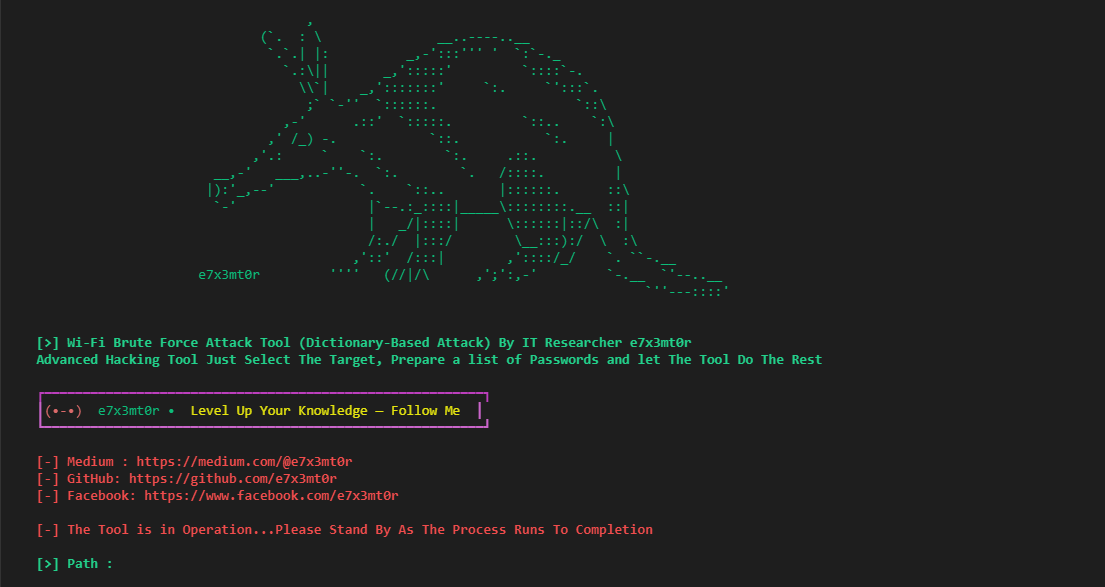 e7x3mt0r
[>] Wi-Fi Brute Force Attack Tool (Dictionary-Based Attack) By IT Researcher e7x3mt0r
Advanced Hacking Tool Just Select The Target, Prepare a list of Passwords and let The Tool Do The Rest
(•-•) e7x3mt0r • Level Up Your Knowledge — Follow Me
[-] Medium : https://medium.com/@e7x3mt0r
[-] GitHub: https://github.com/e7x3mt0r
[-] Facebook: https://www.facebook.com/e7x3mt0r
[-] The Tool is in Operation...Please Stand By As The Process Runs To Completion
[>] Path :